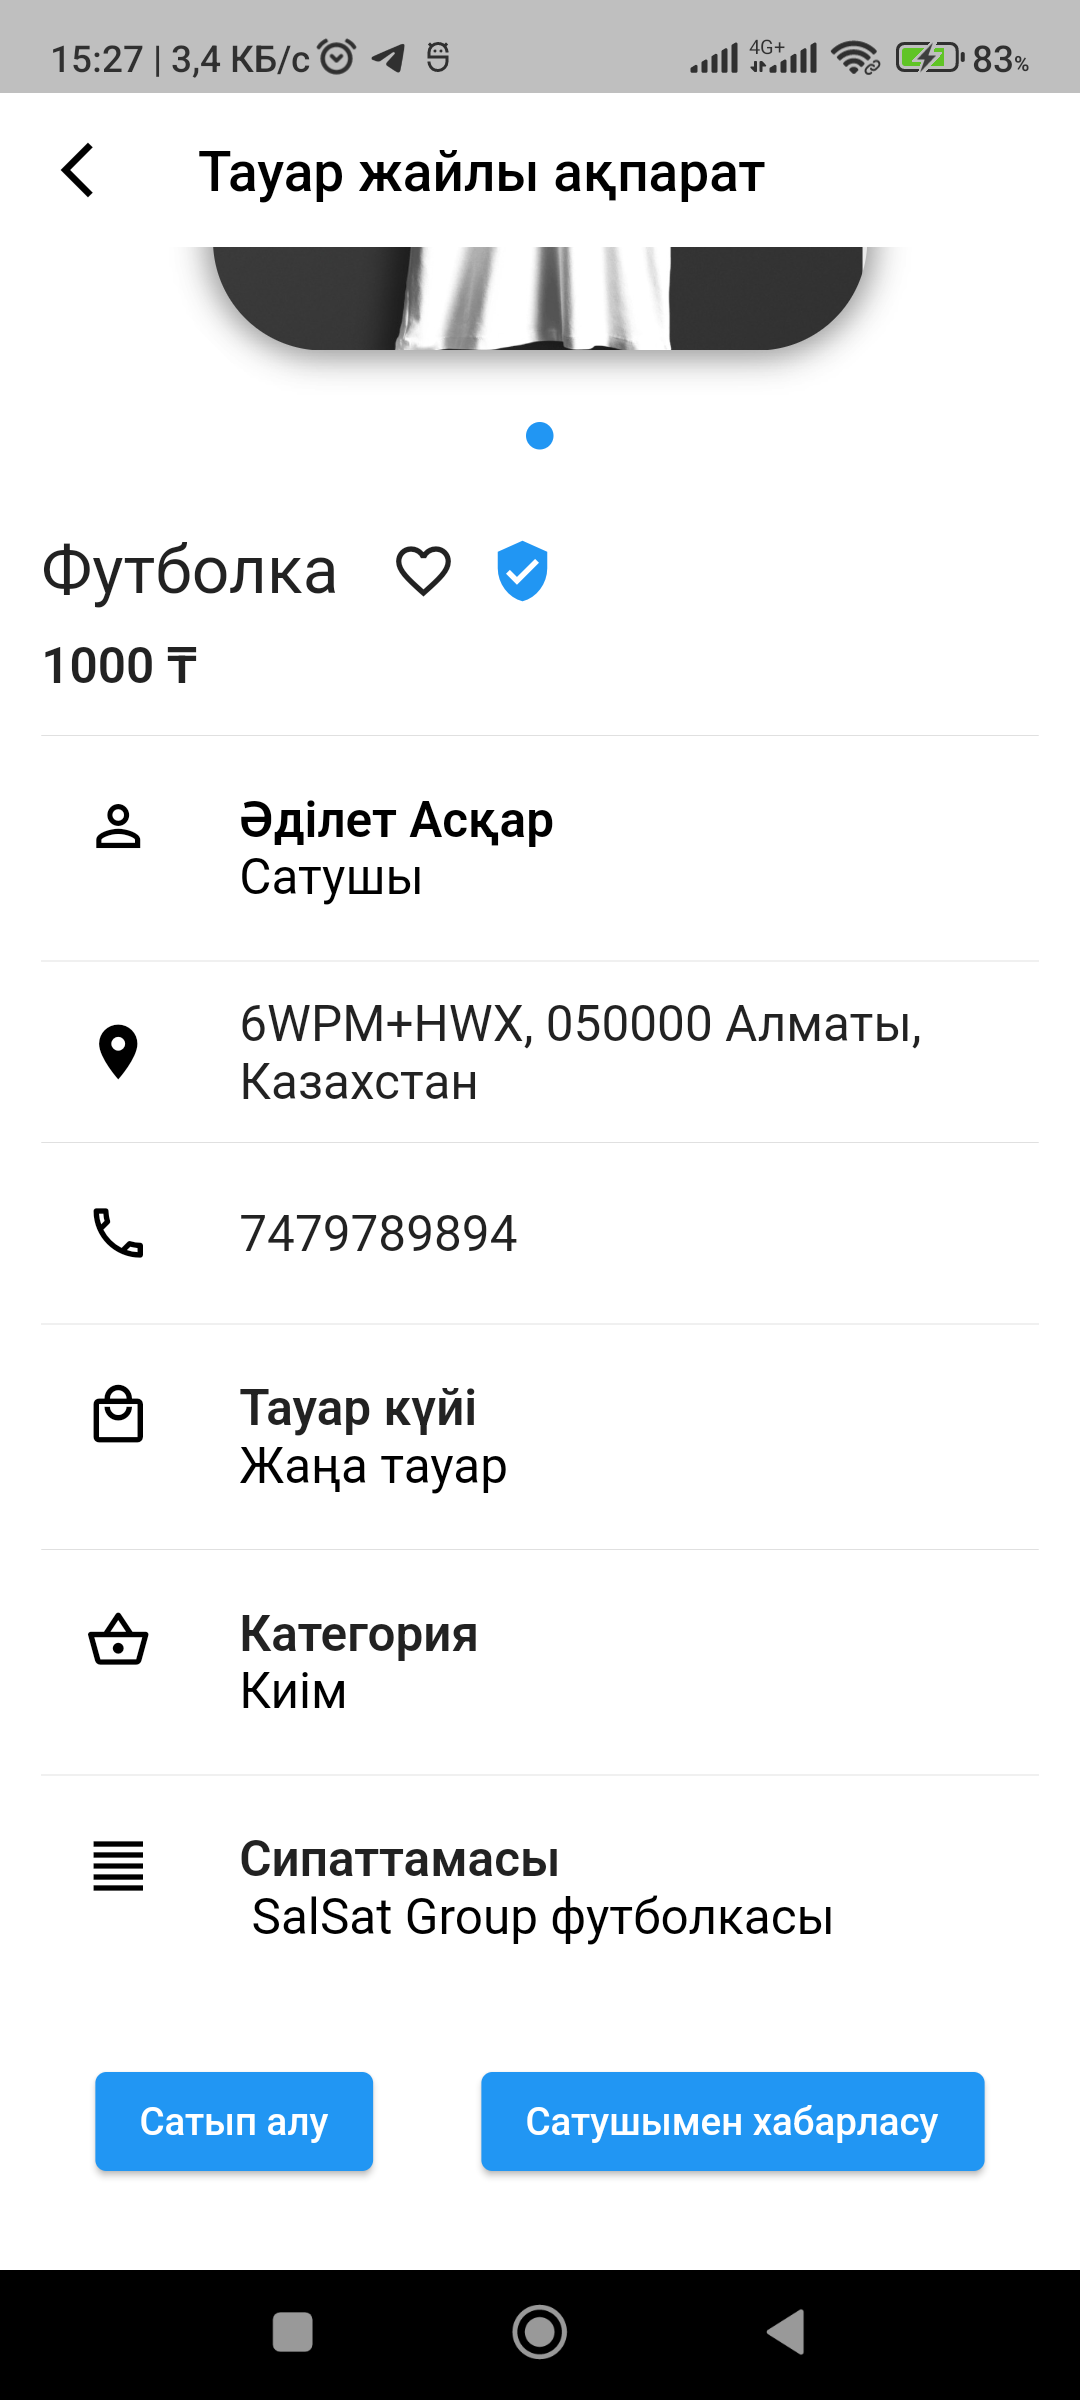 15:27 | 3,4 КБ/с
4G+
83%
Тауар жайлы ақпарат
Футболка
1000 ₸
Әділет Асқар
Сатушы
6WPM+HWX, 050000 Алматы,
Казахстан
7479789894
Тауар күйі
Жаңа тауар
Категория
Киім
Сипаттамасы
SalSat Group футболкасы
Сатып алу
Сатушымен хабарласу